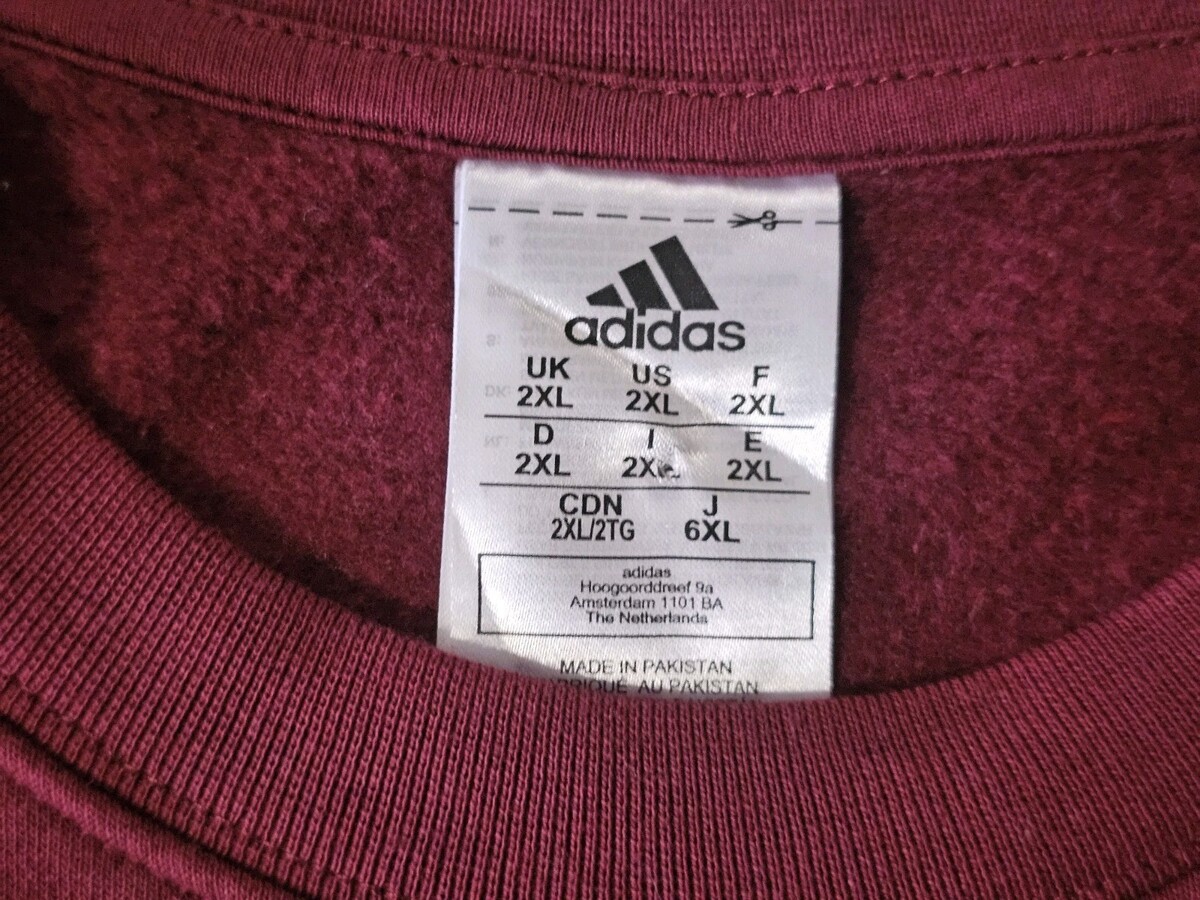 adidas
UK US F
2XL 2XL 2XL
D I E
2XL 2XL 2XL
CDN J
2XL/2TG 6XL
adidas
Hoogoorddreef 9a
Amsterdam 1101 BA
The Netherlands
MADE IN PAKISTAN
AU PAKISTAN